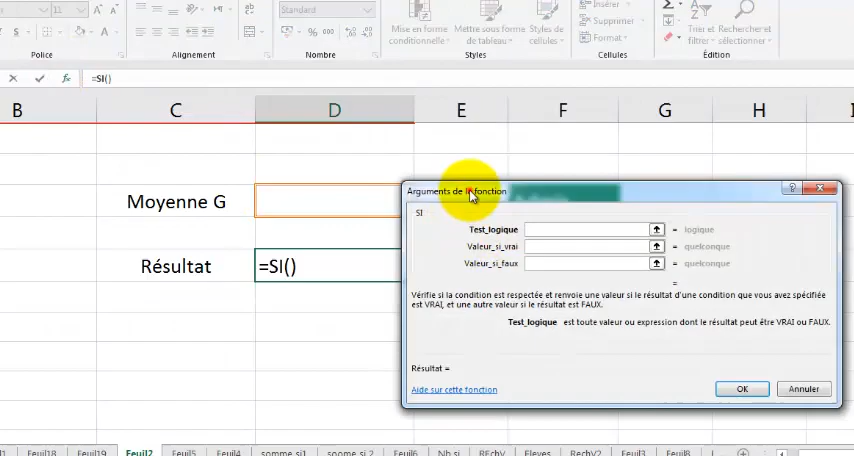 11
Mise en forme conditionnelle
Mettre sous forme de tableau
Styles de cellules
Insérer
Supprimer
Format
Trier et filtrer
Rechercher et sélectionner
Standard
% 000
Police
Alignement
Nombre
Styles
Cellules
Édition
fx =SI()
B C D E F G H
Moyenne G
Résultat =SI()
Arguments de la fonction
SI
Test_logique = logique
Valeur_si_vrai = quelconque
Valeur_si_faux = quelconque
=
Vérifie si la condition est respectée et renvoie une valeur si le résultat d'une condition que vous avez spécifiée
est VRAI, et une autre valeur si le résultat est FAUX.
Test_logique est toute valeur ou expression dont le résultat peut être VRAI ou FAUX.
Résultat =
Aide sur cette fonction
OK Annuler
Feuil18 Feuil19 Feuil2 Feuil5 Feuil4 somme si1 soome si 2 Feuil6 Nb si REchV Eleves RechV2 Feuil3 Feuil8